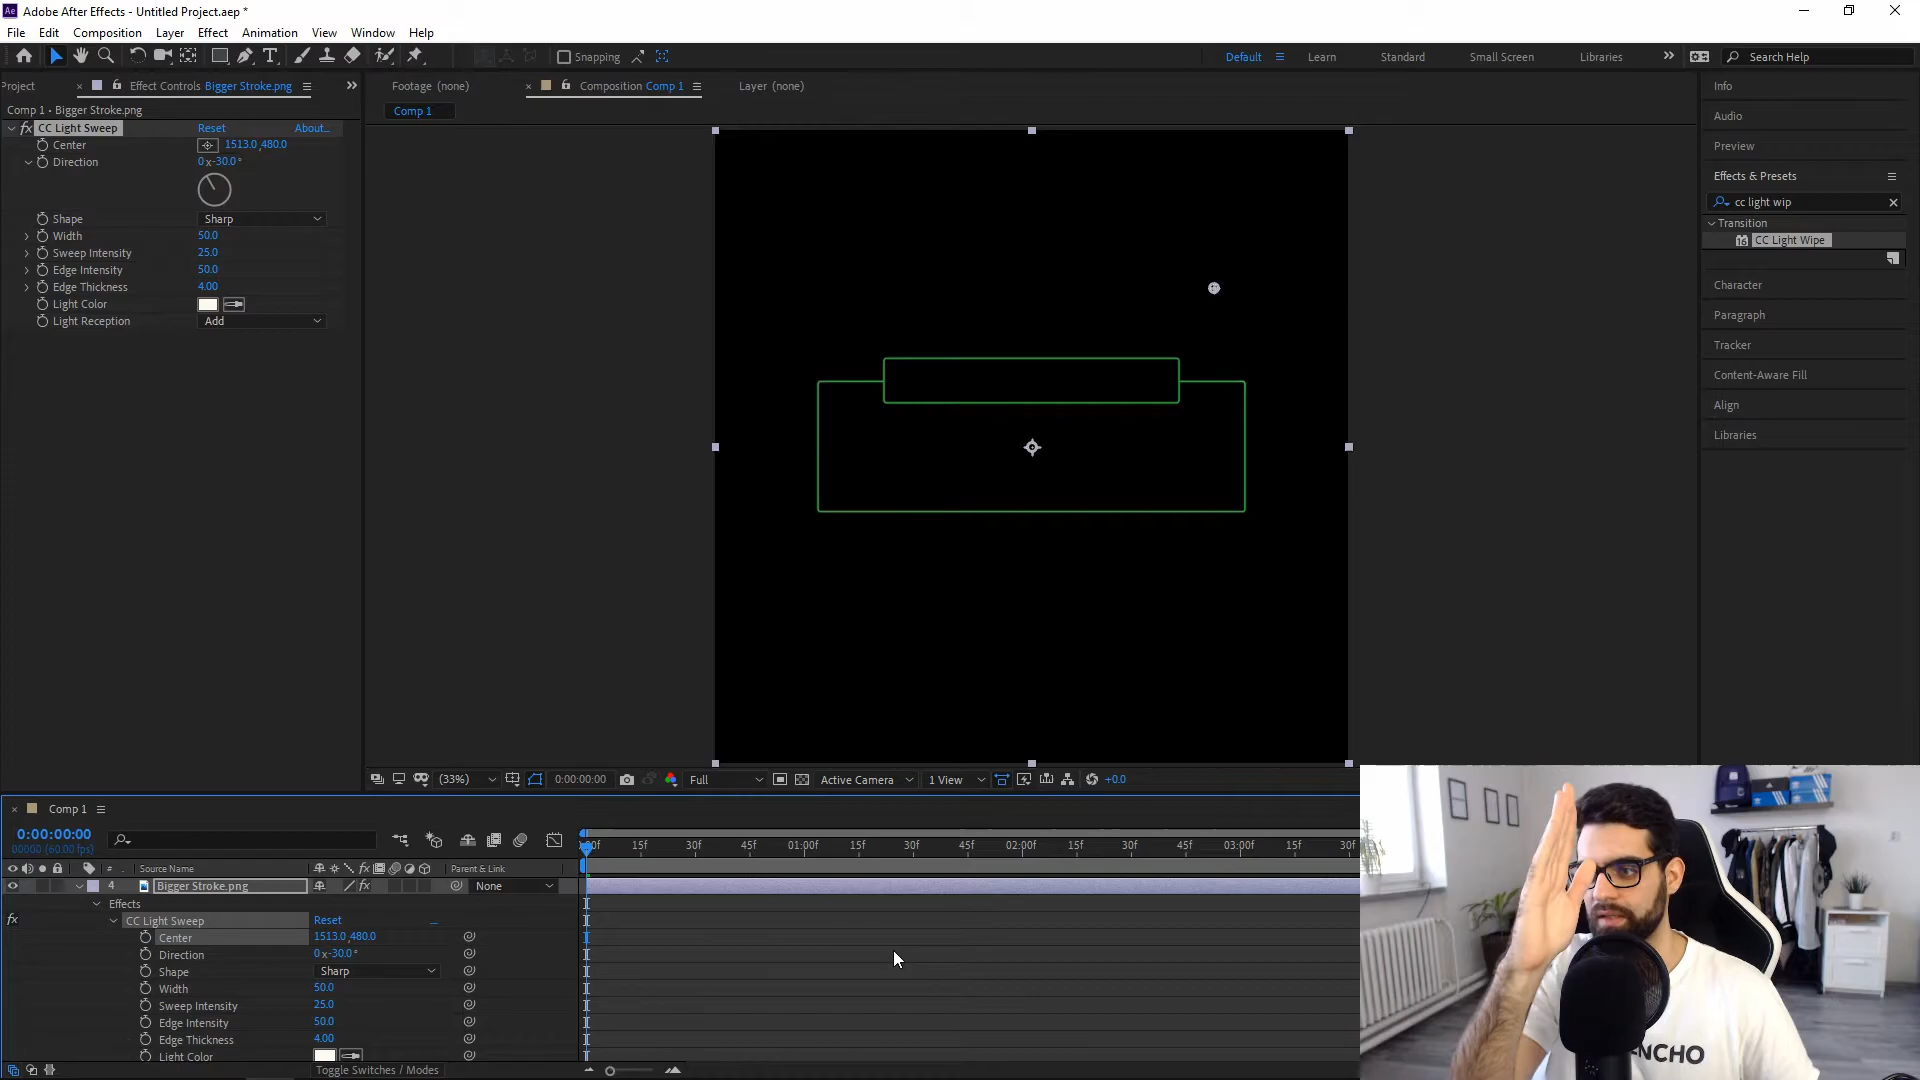 Adobe After Effects - Untitled Project.aep *
File Edit Composition Layer Effect Animation View Window Help
Snapping Default Learn Standard Small Screen Libraries Search Help
Project Effect Controls Bigger Stroke.png
Footage (none) Composition Comp 1 Layer (none)
Comp 1 • Bigger Stroke.png
Comp 1
fx CC Light Sweep Reset About...
Center 1513.0,480.0
Direction 0x-30.0°
Shape Sharp
Width 50.0
Sweep Intensity 25.0
Edge Intensity 50.0
Edge Thickness 4.00
Light Color
Light Reception Add
Info
Audio
Preview
Effects & Presets
cc light wip
Transition
16 CC Light Wipe
Character
Paragraph
Tracker
Content-Aware Fill
Align
Libraries
(33%) 0:00:00:00 Full Active Camera 1 View +0.0
Comp 1
0:00:00:00
00000 (60.00 fps)
:00f 15f 30f 45f 01:00f 15f 30f 45f 02:00f 15f 30f 45f 03:00f 15f 30f
# Source Name fx Parent & Link
4 Bigger Stroke.png fx None
Effects
fx CC Light Sweep Reset
Center 1513.0,480.0
Direction 0x-30.0°
Shape Sharp
Width 50.0
Sweep Intensity 25.0
Edge Intensity 50.0
Edge Thickness 4.00
Light Color
Toggle Switches / Modes
NCHO